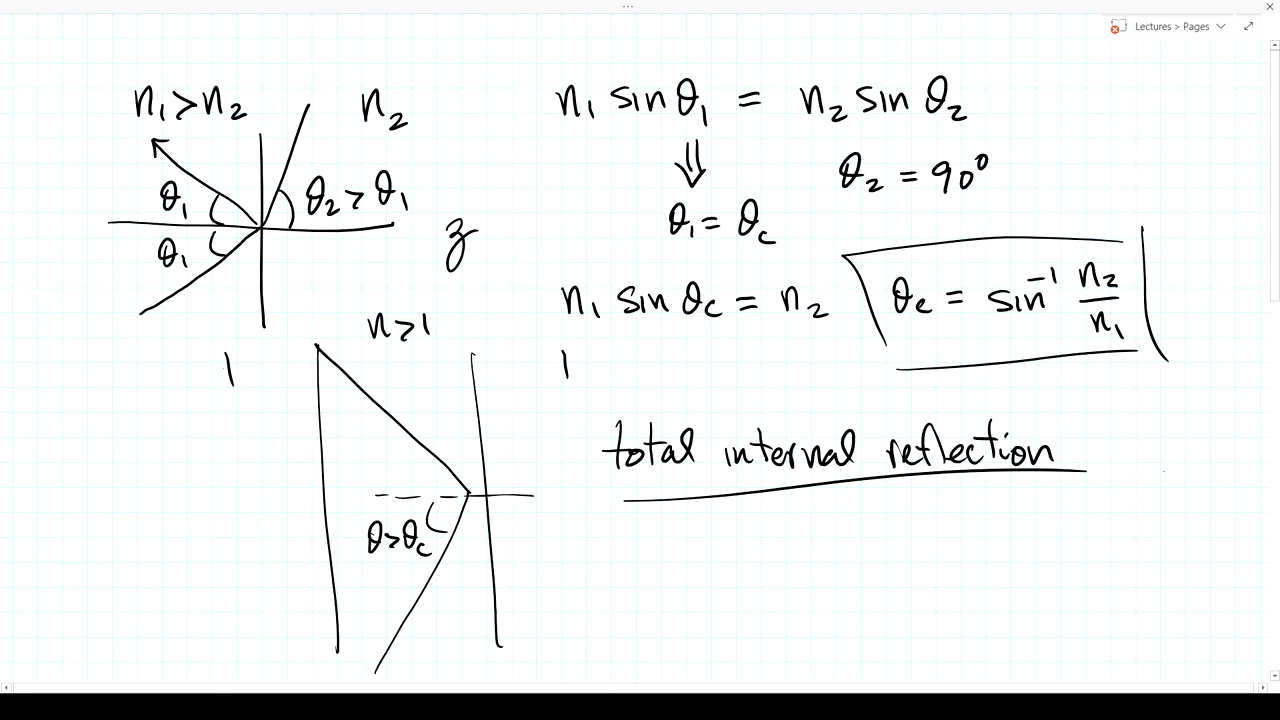 Lectures > Pages
n₁ > n₂
n₂
θ₁
θ₁
θ₂ > θ₁
z
n₁ sin θ₁ = n₂ sin θ₂
⇓
θ₂ = 90°
θ₁ = θc
n₁ sin θc = n₂
θc = sin⁻¹ n₂/n₁
n > 1
1
1
θ > θc
total internal reflection